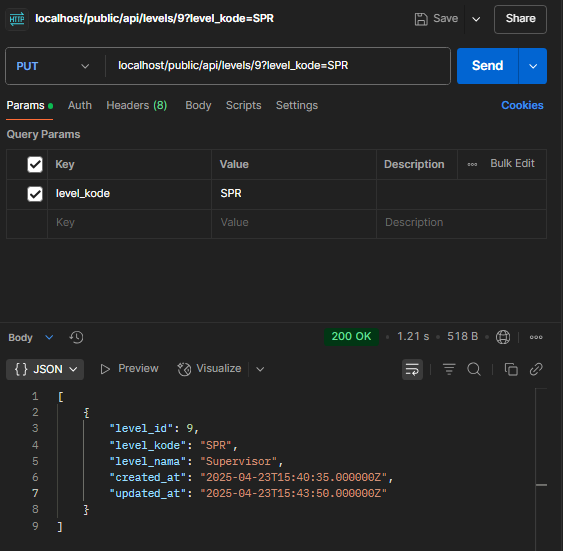 HTTP localhost/public/api/levels/9?level_kode=SPR Save Share
PUT localhost/public/api/levels/9?level_kode=SPR Send
Params Auth Headers (8) Body Scripts Settings Cookies
Query Params
Key Value Description Bulk Edit
level_kode SPR
Key Value Description
Body 200 OK 1.21 s 518 B
{} JSON Preview Visualize
1 [
2 {
3 "level_id": 9,
4 "level_kode": "SPR",
5 "level_nama": "Supervisor",
6 "created_at": "2025-04-23T15:40:35.000000Z",
7 "updated_at": "2025-04-23T15:43:50.000000Z"
8 }
9 ]